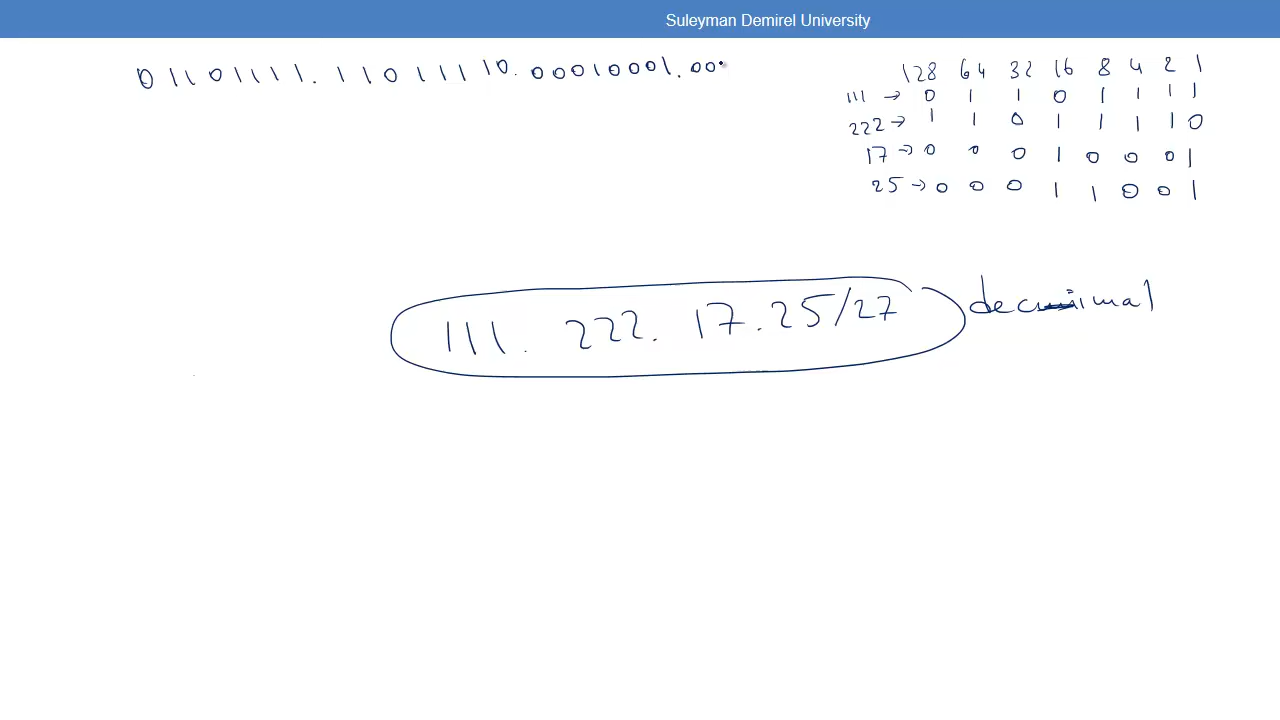 Suleyman Demirel University
01101111.11011110.00010001.000
128 64 32 16 8 4 2 1
111 → 0 1 1 0 1 1 1 1
222 → 1 1 0 1 1 1 1 0
17 → 0 0 0 1 0 0 0 1
25 → 0 0 0 1 1 0 0 1
111. 222. 17.25/27 decimal